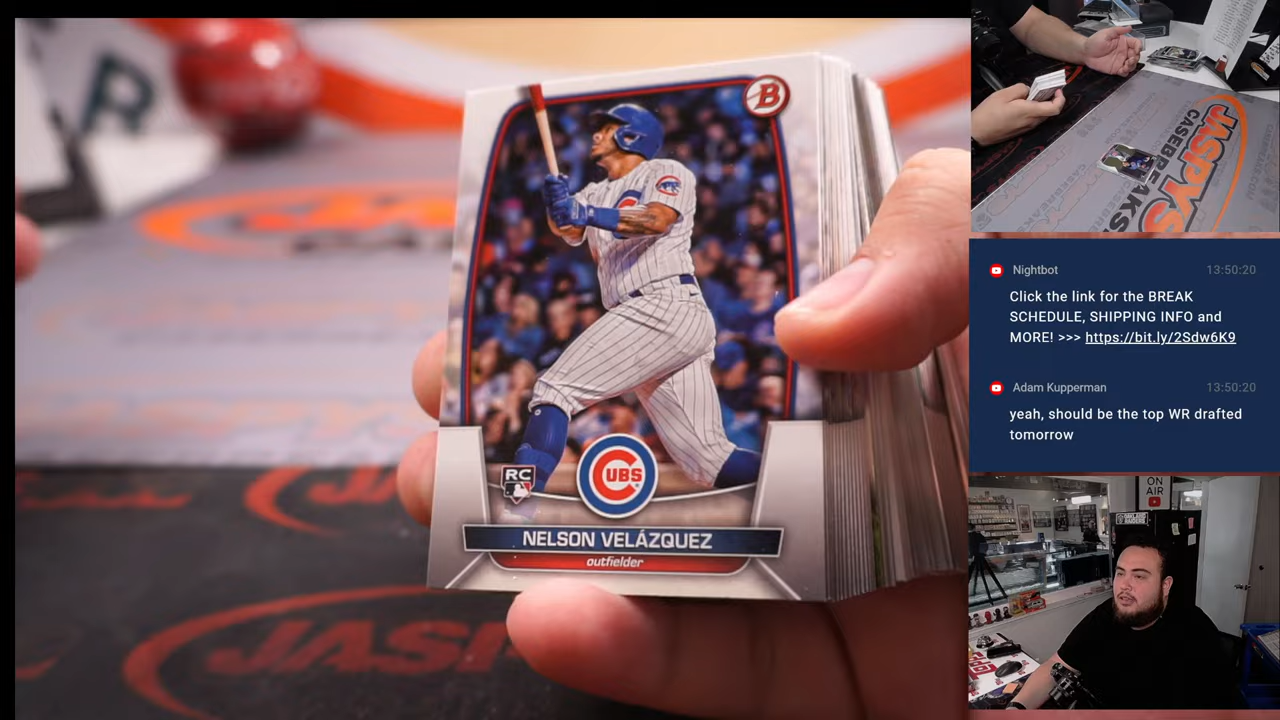 B
RC
CUBS
NELSON VELÁZQUEZ
outfielder
R
JASPY'S
CASEBREAKS
Nightbot 13:50:20
Click the link for the BREAK
SCHEDULE, SHIPPING INFO and
MORE! >>> https://bit.ly/2Sdw6K9
Adam Kupperman 13:50:20
yeah, should be the top WR drafted
tomorrow
ON
AIR